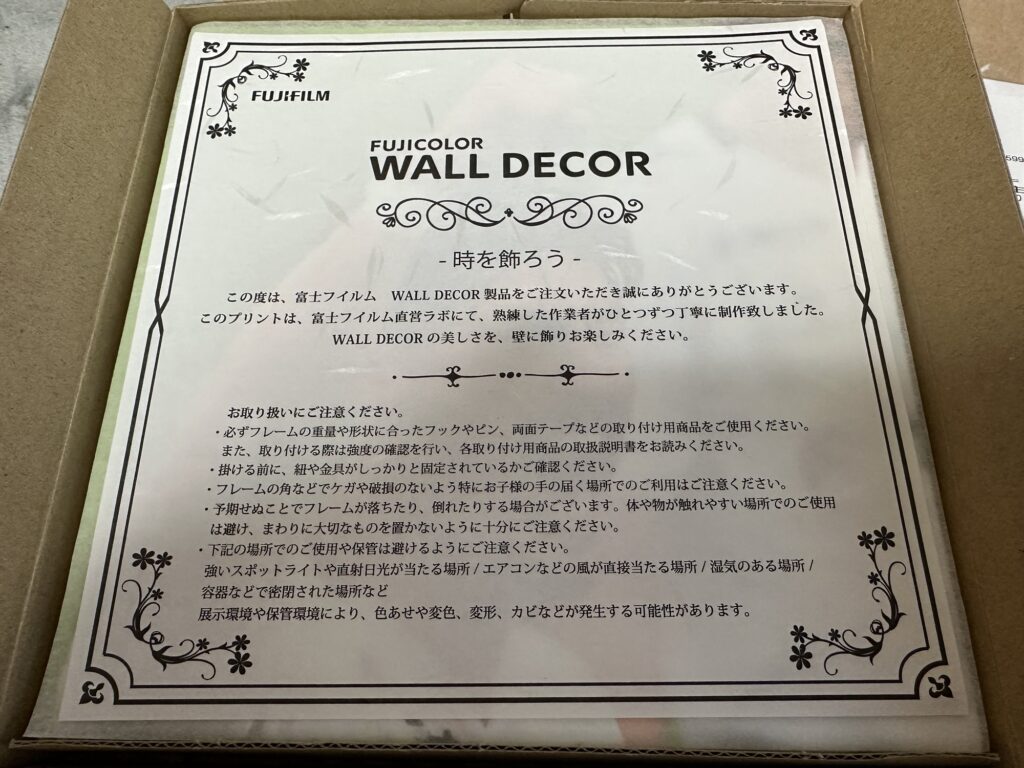 FUJIFILM
FUJICOLOR
WALL DECOR
- 時を飾ろう -
この度は、富士フイルム　WALL DECOR 製品をご注文いただき誠にありがとうございます。
このプリントは、富士フイルム直営ラボにて、熟練した作業者がひとつずつ丁寧に制作致しました。
WALL DECOR の美しさを、壁に飾りお楽しみください。
お取り扱いにご注意ください。
・必ずフレームの重量や形状に合ったフックやピン、両面テープなどの取り付け用商品をご使用ください。
また、取り付ける際は強度の確認を行い、各取り付け用商品の取扱説明書をお読みください。
・掛ける前に、紐や金具がしっかりと固定されているかご確認ください。
・フレームの角などでケガや破損のないよう特にお子様の手の届く場所でのご利用はご注意ください。
・予期せぬことでフレームが落ちたり、倒れたりする場合がございます。体や物が触れやすい場所でのご使用
は避け、まわりに大切なものを置かないように十分にご注意ください。
・下記の場所でのご使用や保管は避けるようにご注意ください。
強いスポットライトや直射日光が当たる場所 / エアコンなどの風が直接当たる場所 / 湿気のある場所 /
容器などで密閉された場所など
展示環境や保管環境により、色あせや変色、変形、カビなどが発生する可能性があります。
599